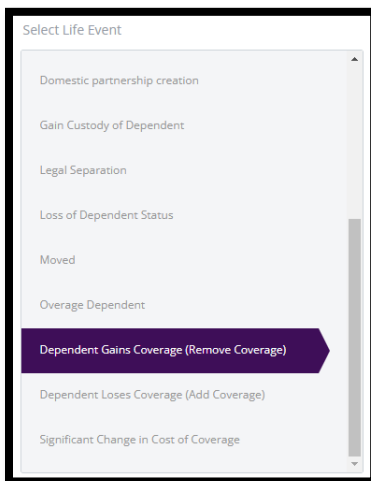 Select Life Event
Domestic partnership creation
Gain Custody of Dependent
Legal Separation
Loss of Dependent Status
Moved
Overage Dependent
Dependent Gains Coverage (Remove Coverage)
Dependent Loses Coverage (Add Coverage)
Significant Change in Cost of Coverage